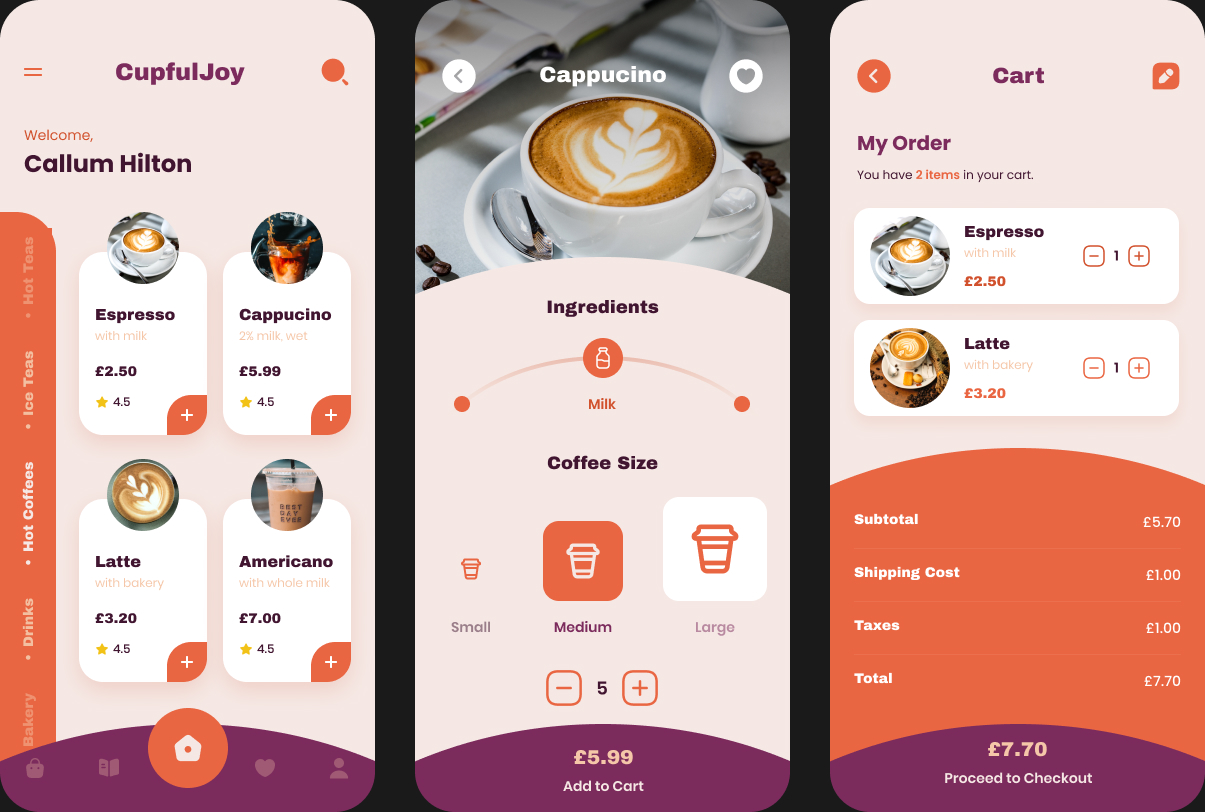 CupfulJoy
Welcome,
Callum Hilton
• Hot Teas
• Ice Teas
• Hot Coffees
• Drinks
Bakery
Espresso
with milk
£2.50
4.5
Cappucino
2% milk, wet
£5.99
4.5
Latte
with bakery
£3.20
4.5
BEST
DAY
EVER
Americano
with whole milk
£7.00
4.5
Cappucino
Ingredients
Milk
Coffee Size
Small
Medium
Large
5
£5.99
Add to Cart
Cart
My Order
You have 2 items in your cart.
Espresso
with milk
£2.50
1
Latte
with bakery
£3.20
1
Subtotal £5.70
Shipping Cost £1.00
Taxes £1.00
Total £7.70
£7.70
Proceed to Checkout